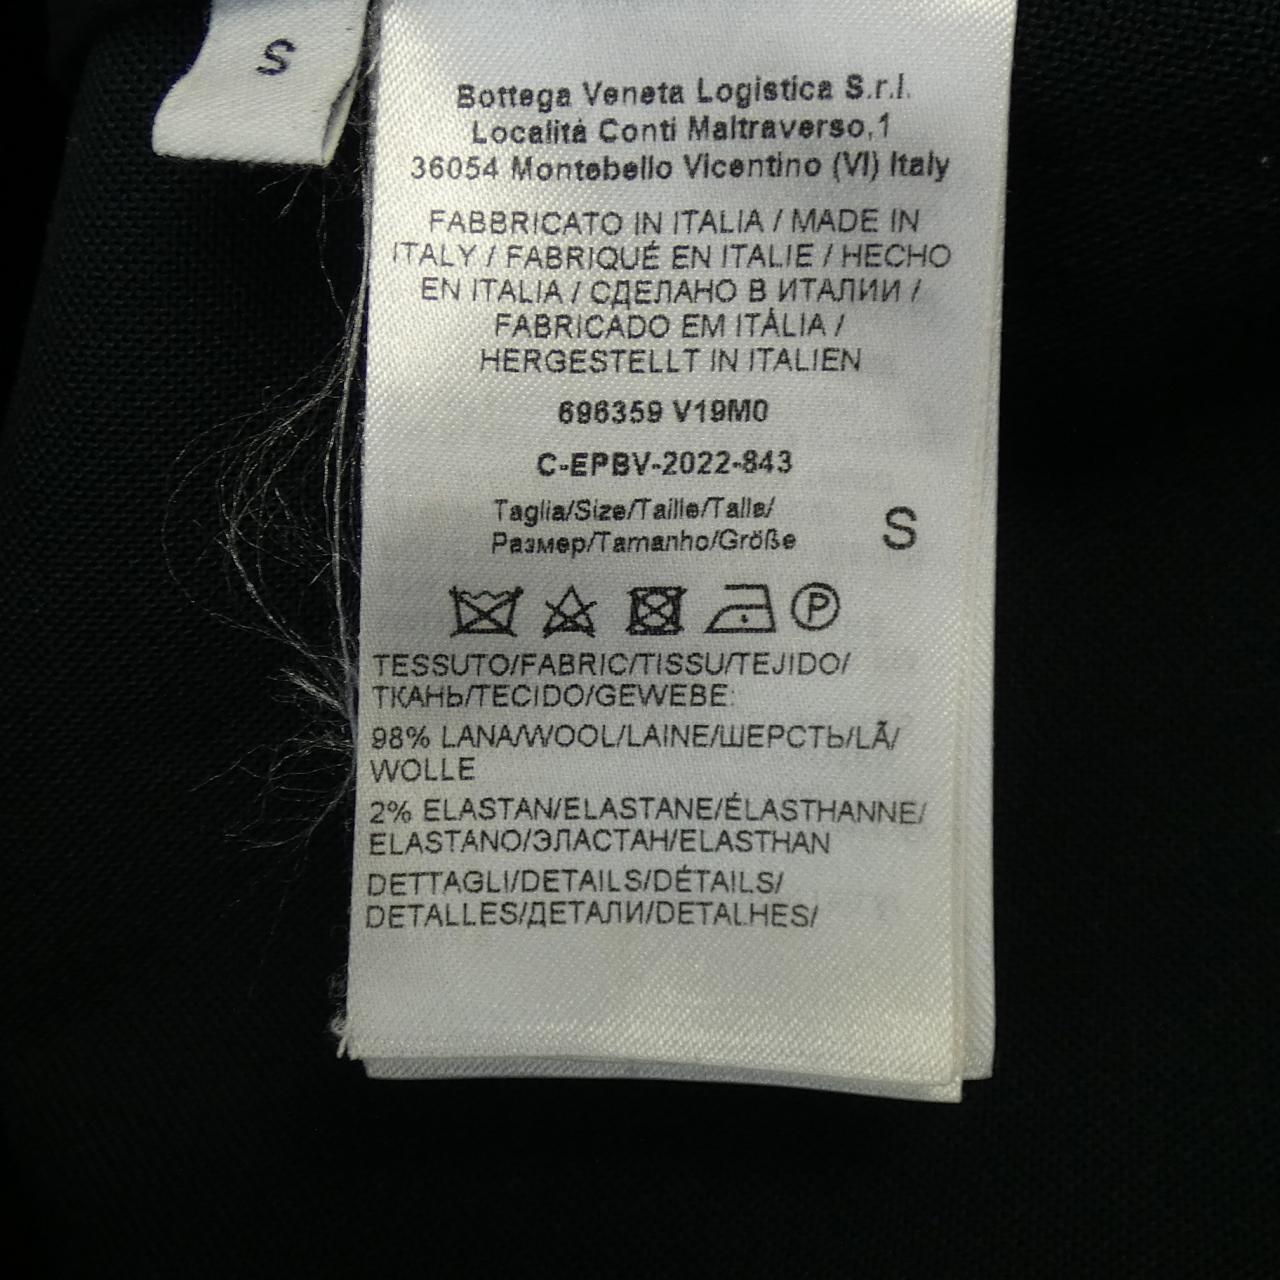 S
Bottega Veneta Logistica S.r.l.
Località Conti Maltraverso,1
36054 Montebello Vicentino (VI) Italy
FABBRICATO IN ITALIA / MADE IN
ITALY / FABRIQUÉ EN ITALIE / HECHO
EN ITALIA / СДЕЛАНО В ИТАЛИИ /
FABRICADO EM ITÁLIA /
HERGESTELLT IN ITALIEN
696359 V19M0
C-EPBV-2022-843
Taglia/Size/Taille/Talla/
Размер/Tamanho/Größe
S
P
TESSUTO/FABRIC/TISSU/TEJIDO/
ТКАНЬ/TECIDO/GEWEBE:
98% LANA/WOOL/LAINE/ШЕРСТЬ/LÃ/
WOLLE
2% ELASTAN/ELASTANE/ÉLASTHANNE/
ELASTANO/ЭЛАСТАН/ELASTHAN
DETTAGLI/DETAILS/DÉTAILS/
DETALLES/ДЕТАЛИ/DETALHES/